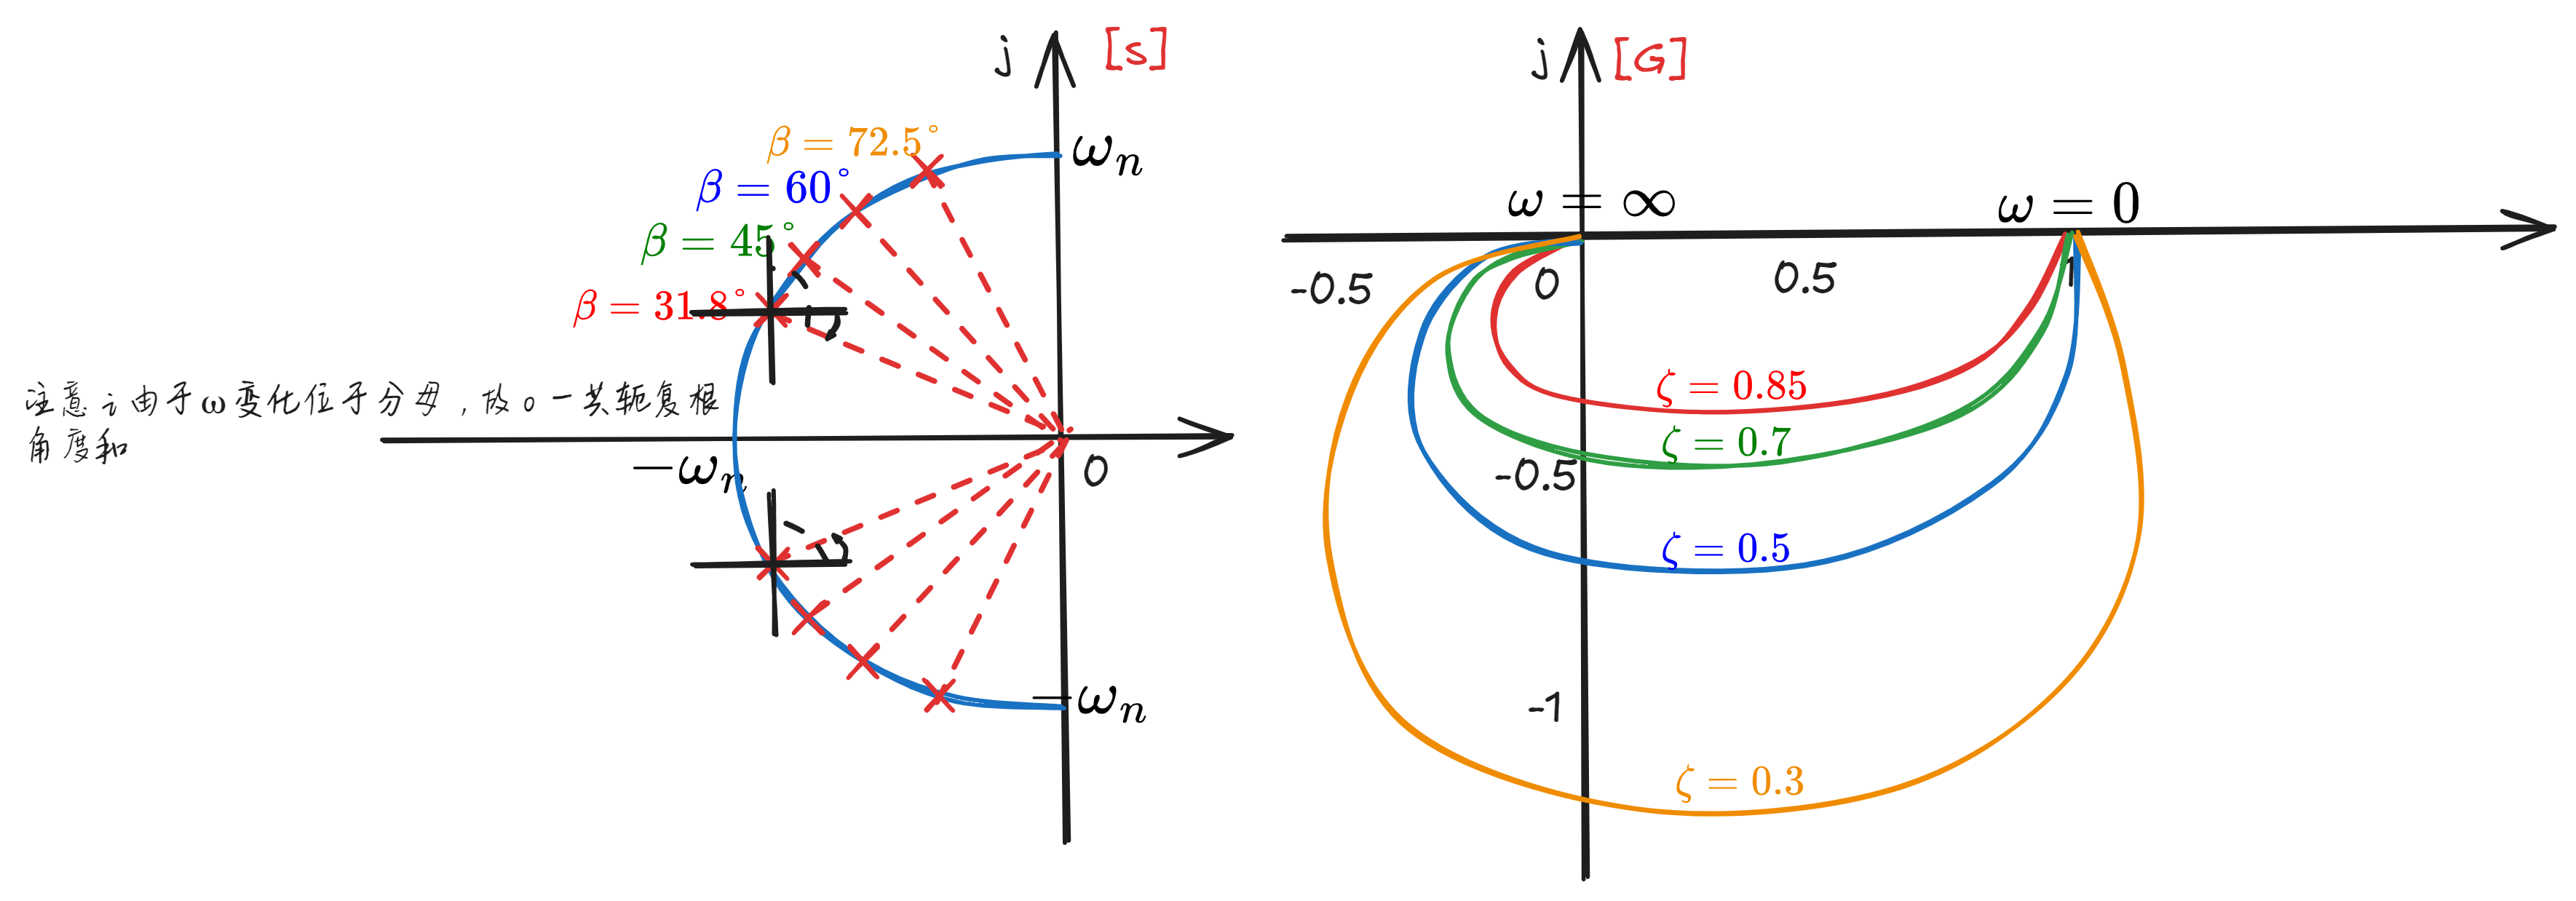 j
[s]
β = 72.5°
ωₙ
β = 60°
β = 45°
β = 31.8°
注意：由于ω变化位于分母，故0-共轭复根
角度和
−ωₙ
0
−ωₙ
j
[G]
ω = ∞
ω = 0
-0.5
0
0.5
1
ζ = 0.85
ζ = 0.7
-0.5
ζ = 0.5
-1
ζ = 0.3